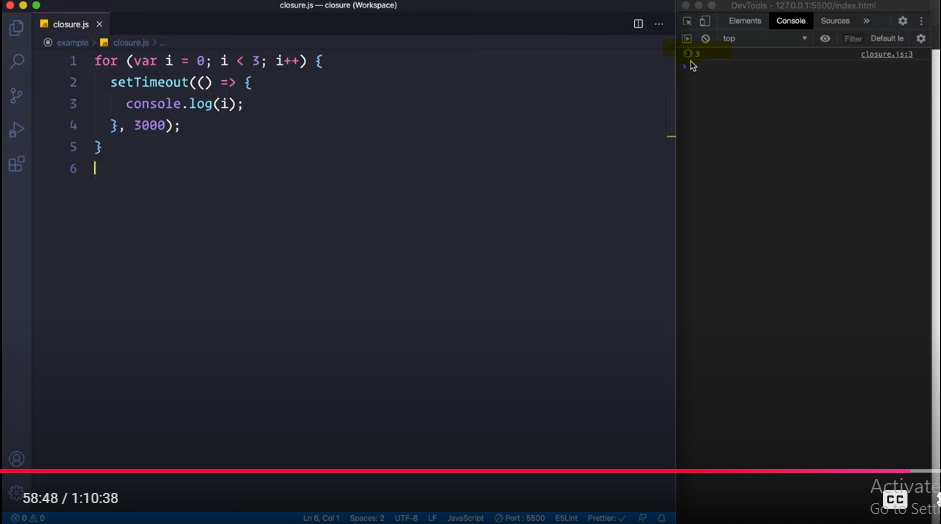 closure.js — closure (Workspace)
DevTools - 127.0.0.1:5500/index.html
closure.js ×
Elements Console Sources »
example > closure.js > ...
top Filter Default le
1 for (var i = 0; i < 3; i++) {
2 setTimeout(() => {
3 console.log(i);
4 }, 3000);
5 }
6
3 3 closure.js:3
>
58:48 / 1:10:38
CC
Activate
Go to Sett
0 0 Ln 6, Col 1 Spaces: 2 UTF-8 LF JavaScript Port : 5500 ESLint Prettier: ✓